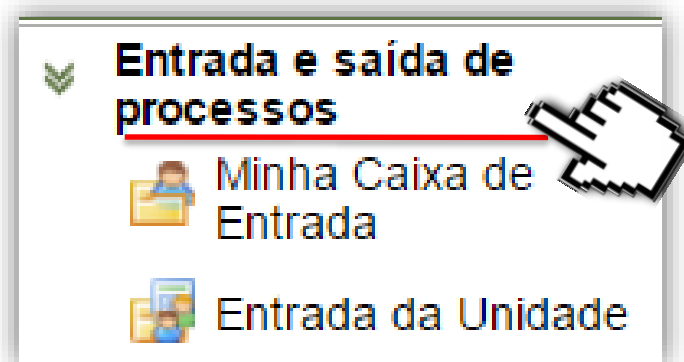 Entrada e saída de
processos
Minha Caixa de
Entrada
Entrada da Unidade